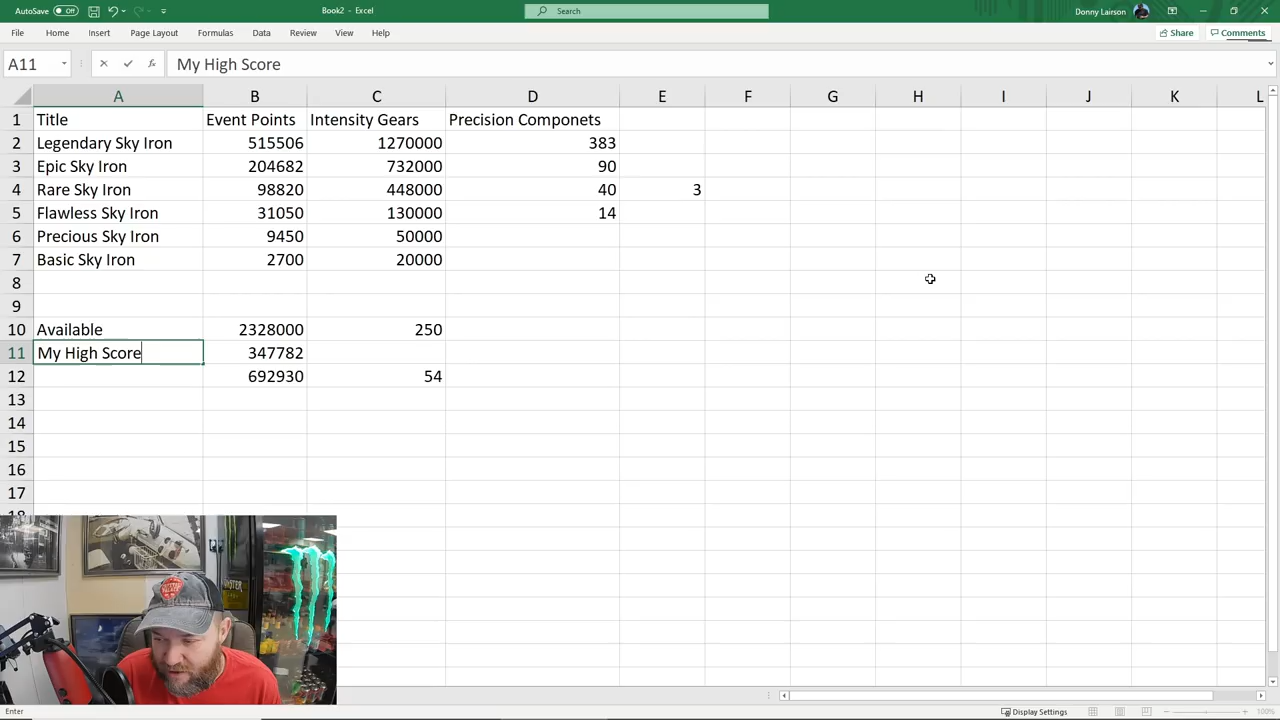 AutoSave Off
Book2 - Excel
Search
Donny Lairson
File Home Insert Page Layout Formulas Data Review View Help
Share Comments
A11 fx My High Score
A B C D E F G H I J K L
1 Title Event Points Intensity Gears Precision Componets
2 Legendary Sky Iron 515506 1270000 383
3 Epic Sky Iron 204682 732000 90
4 Rare Sky Iron 98820 448000 40 3
5 Flawless Sky Iron 31050 130000 14
6 Precious Sky Iron 9450 50000
7 Basic Sky Iron 2700 20000
8
9
10 Available 2328000 250
11 My High Score 347782
12 692930 54
13
14
15
16
17
18
Enter
Display Settings
100%